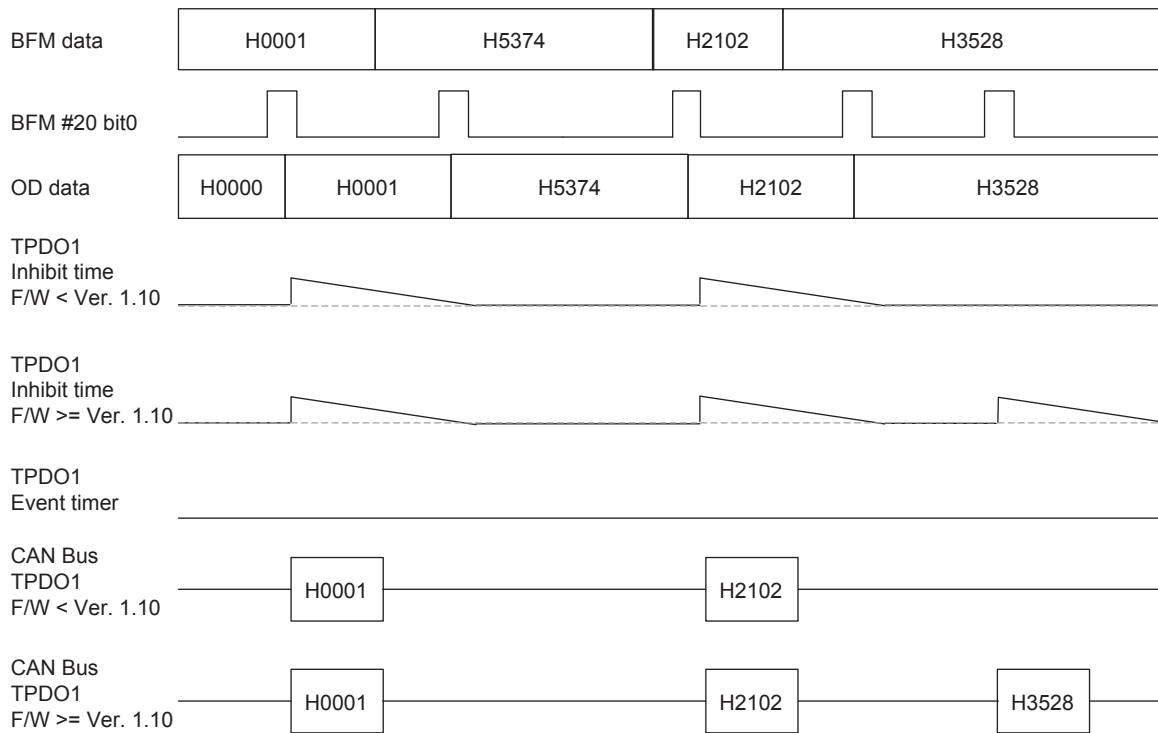 BFM data
H0001
H5374
H2102
H3528
BFM #20 bit0
OD data
H0000
H0001
H5374
H2102
H3528
TPDO1
Inhibit time
F/W < Ver. 1.10
TPDO1
Inhibit time
F/W >= Ver. 1.10
TPDO1
Event timer
CAN Bus
TPDO1
F/W < Ver. 1.10
H0001
H2102
CAN Bus
TPDO1
F/W >= Ver. 1.10
H0001
H2102
H3528